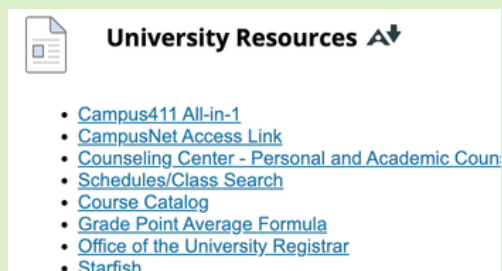 University Resources
Campus411 All-in-1
CampusNet Access Link
Counseling Center - Personal and Academic
Schedules/Class Search
Course Catalog
Grade Point Average Formula
Office of the University Registrar
Starfish